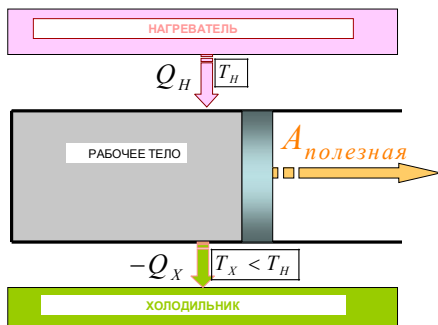 НАГРЕВАТЕЛЬ
Q_H T_H
A_полезная
РАБОЧЕЕ ТЕЛО
-Q_X T_X < T_H
ХОЛОДИЛЬНИК